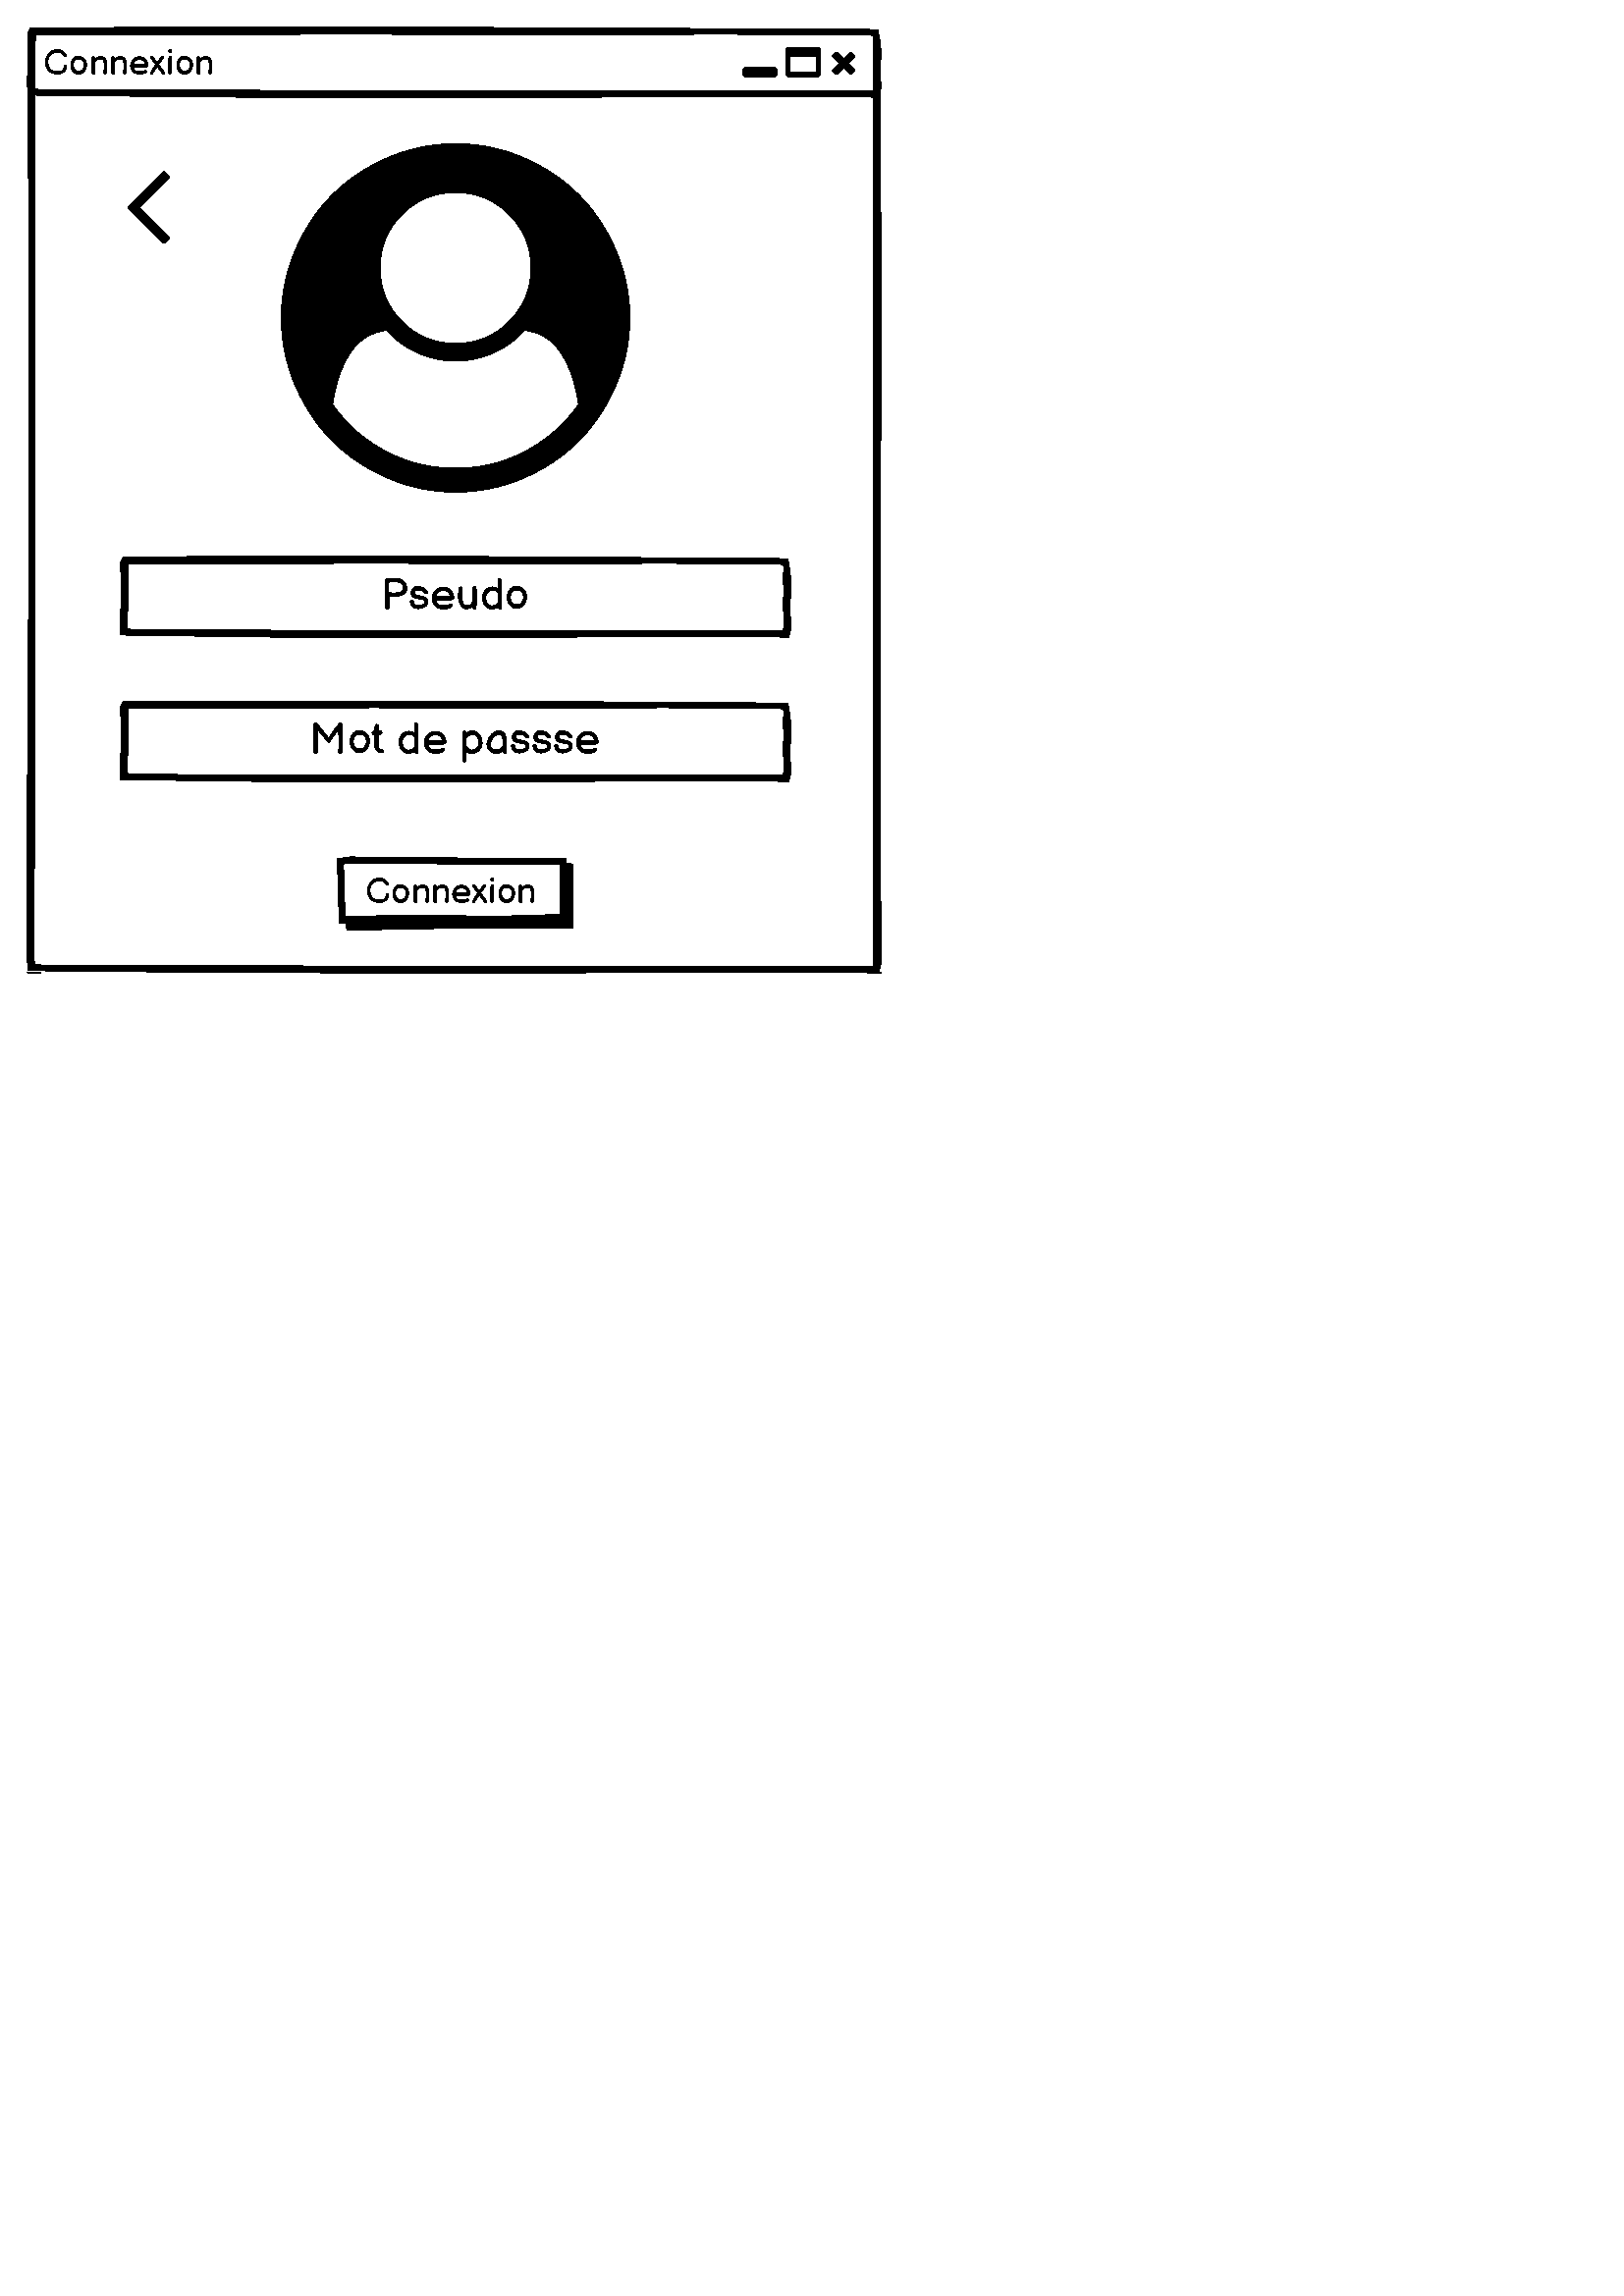 Connexion
Pseudo
Mot de passse
Connexion